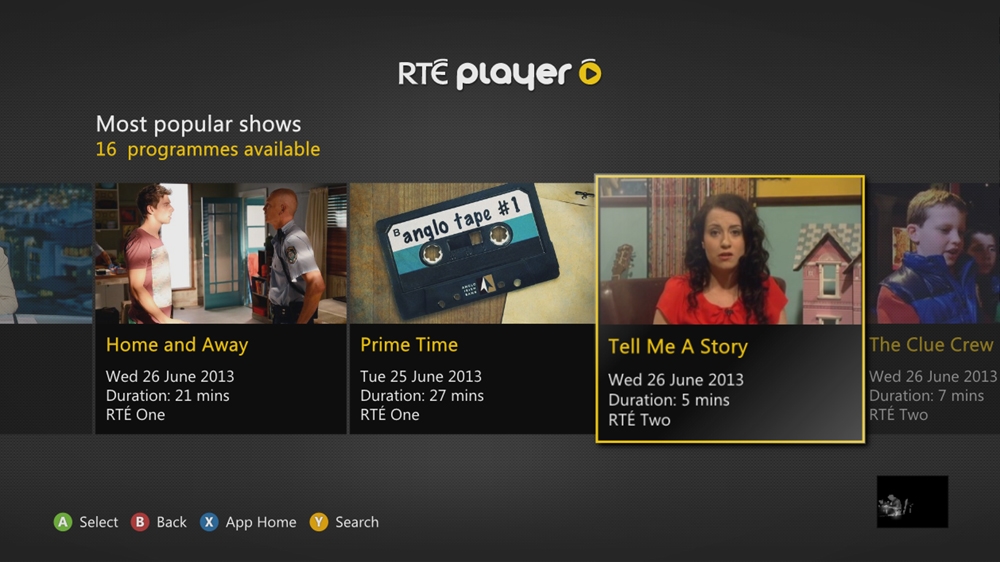 RTÉ player
Most popular shows
16 programmes available
B anglo tape #1
ANGLO
IRISH
BANK
Home and Away
Wed 26 June 2013
Duration: 21 mins
RTÉ One
Prime Time
Tue 25 June 2013
Duration: 27 mins
RTÉ One
Tell Me A Story
Wed 26 June 2013
Duration: 5 mins
RTÉ Two
The Clue Crew
Wed 26 June 2013
Duration: 7 mins
RTÉ Two
A Select B Back X App Home Y Search